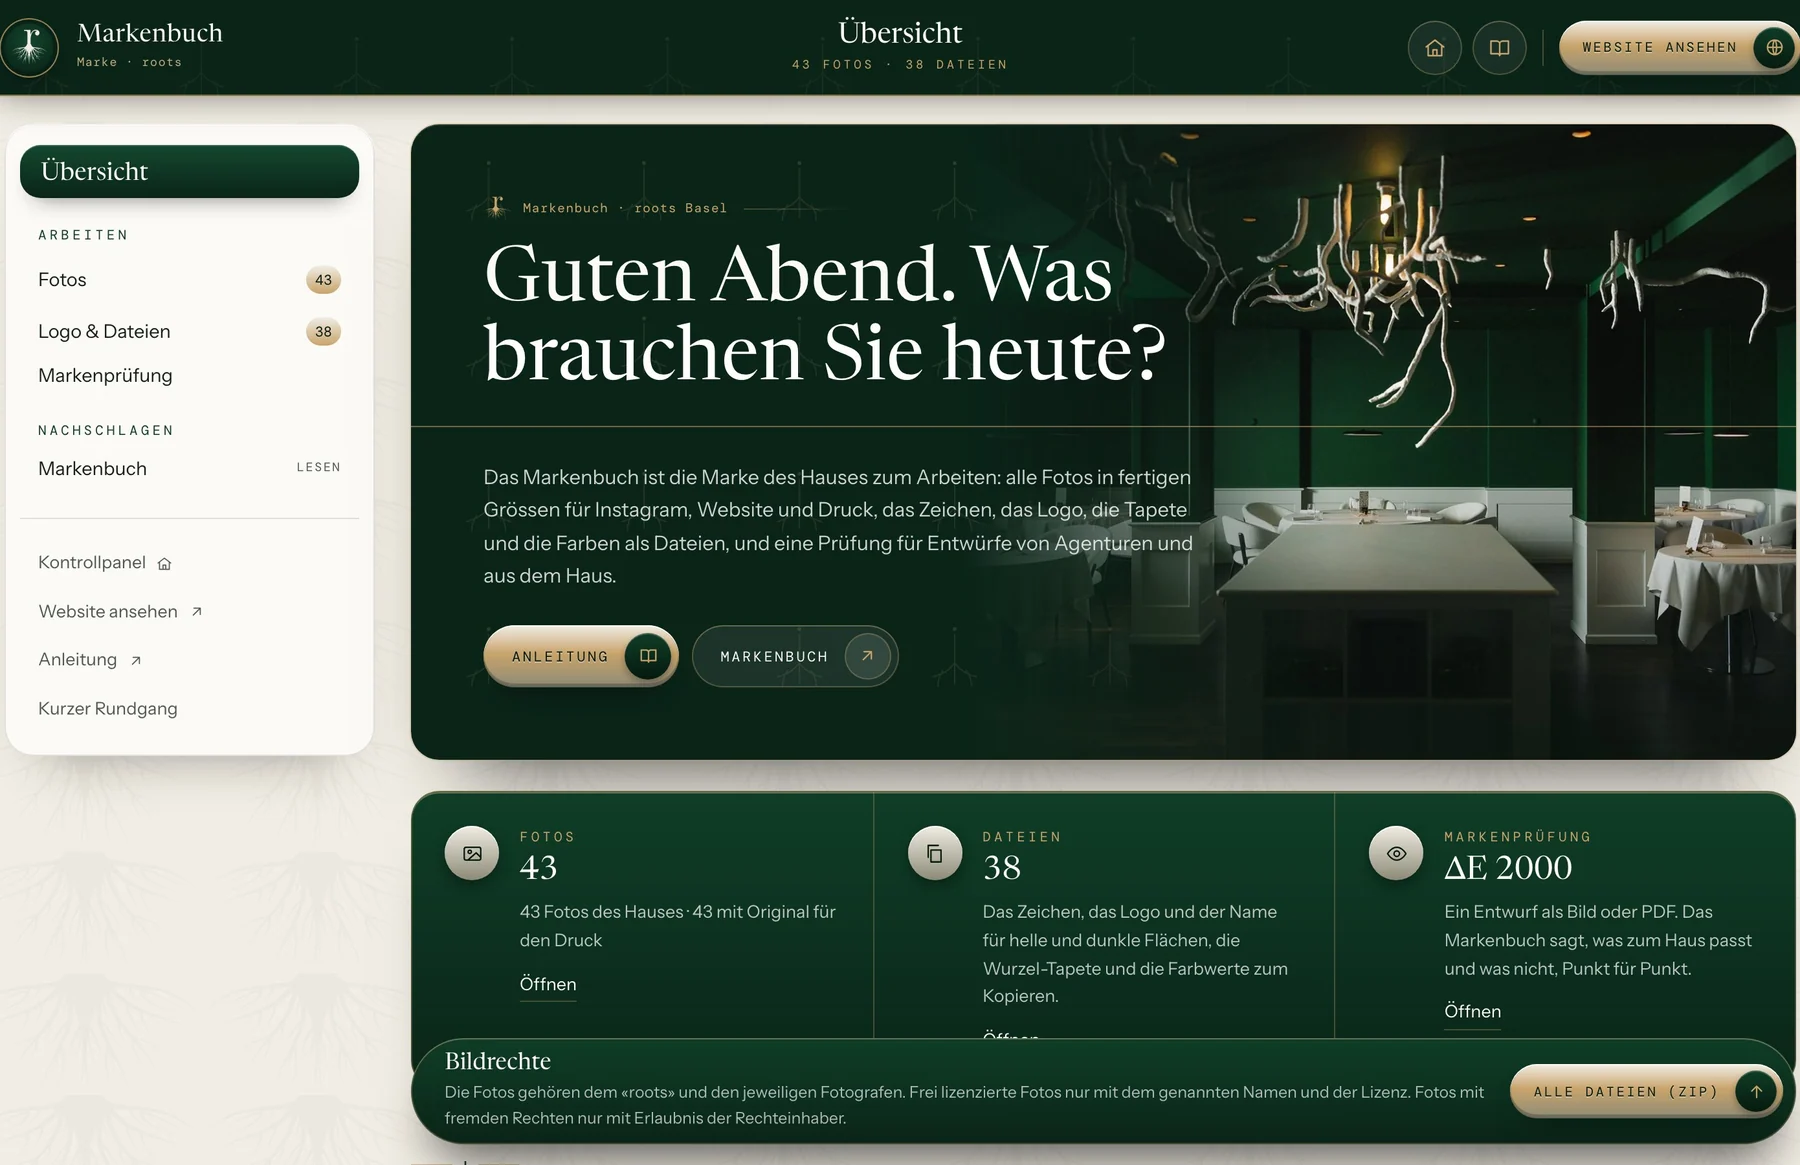 r
Markenbuch
Marke · roots
Übersicht
43 FOTOS · 38 DATEIEN
WEBSITE ANSEHEN
Übersicht
ARBEITEN
Fotos 43
Logo & Dateien 38
Markenprüfung
NACHSCHLAGEN
Markenbuch LESEN
Kontrollpanel
Website ansehen
Anleitung
Kurzer Rundgang
r
Markenbuch · roots Basel
Guten Abend. Was
brauchen Sie heute?
Das Markenbuch ist die Marke des Hauses zum Arbeiten: alle Fotos in fertigen
Grössen für Instagram, Website und Druck, das Zeichen, das Logo, die Tapete
und die Farben als Dateien, und eine Prüfung für Entwürfe von Agenturen und
aus dem Haus.
ANLEITUNG
MARKENBUCH
FOTOS
43
43 Fotos des Hauses · 43 mit Original für
den Druck
Öffnen
DATEIEN
38
Das Zeichen, das Logo und der Name
für helle und dunkle Flächen, die
Wurzel-Tapete und die Farbwerte zum
Kopieren.
Öffnen
MARKENPRÜFUNG
ΔE 2000
Ein Entwurf als Bild oder PDF. Das
Markenbuch sagt, was zum Haus passt
und was nicht, Punkt für Punkt.
Öffnen
Bildrechte
Die Fotos gehören dem «roots» und den jeweiligen Fotografen. Frei lizenzierte Fotos nur mit dem genannten Namen und der Lizenz. Fotos mit
fremden Rechten nur mit Erlaubnis der Rechteinhaber.
ALLE DATEIEN (ZIP)